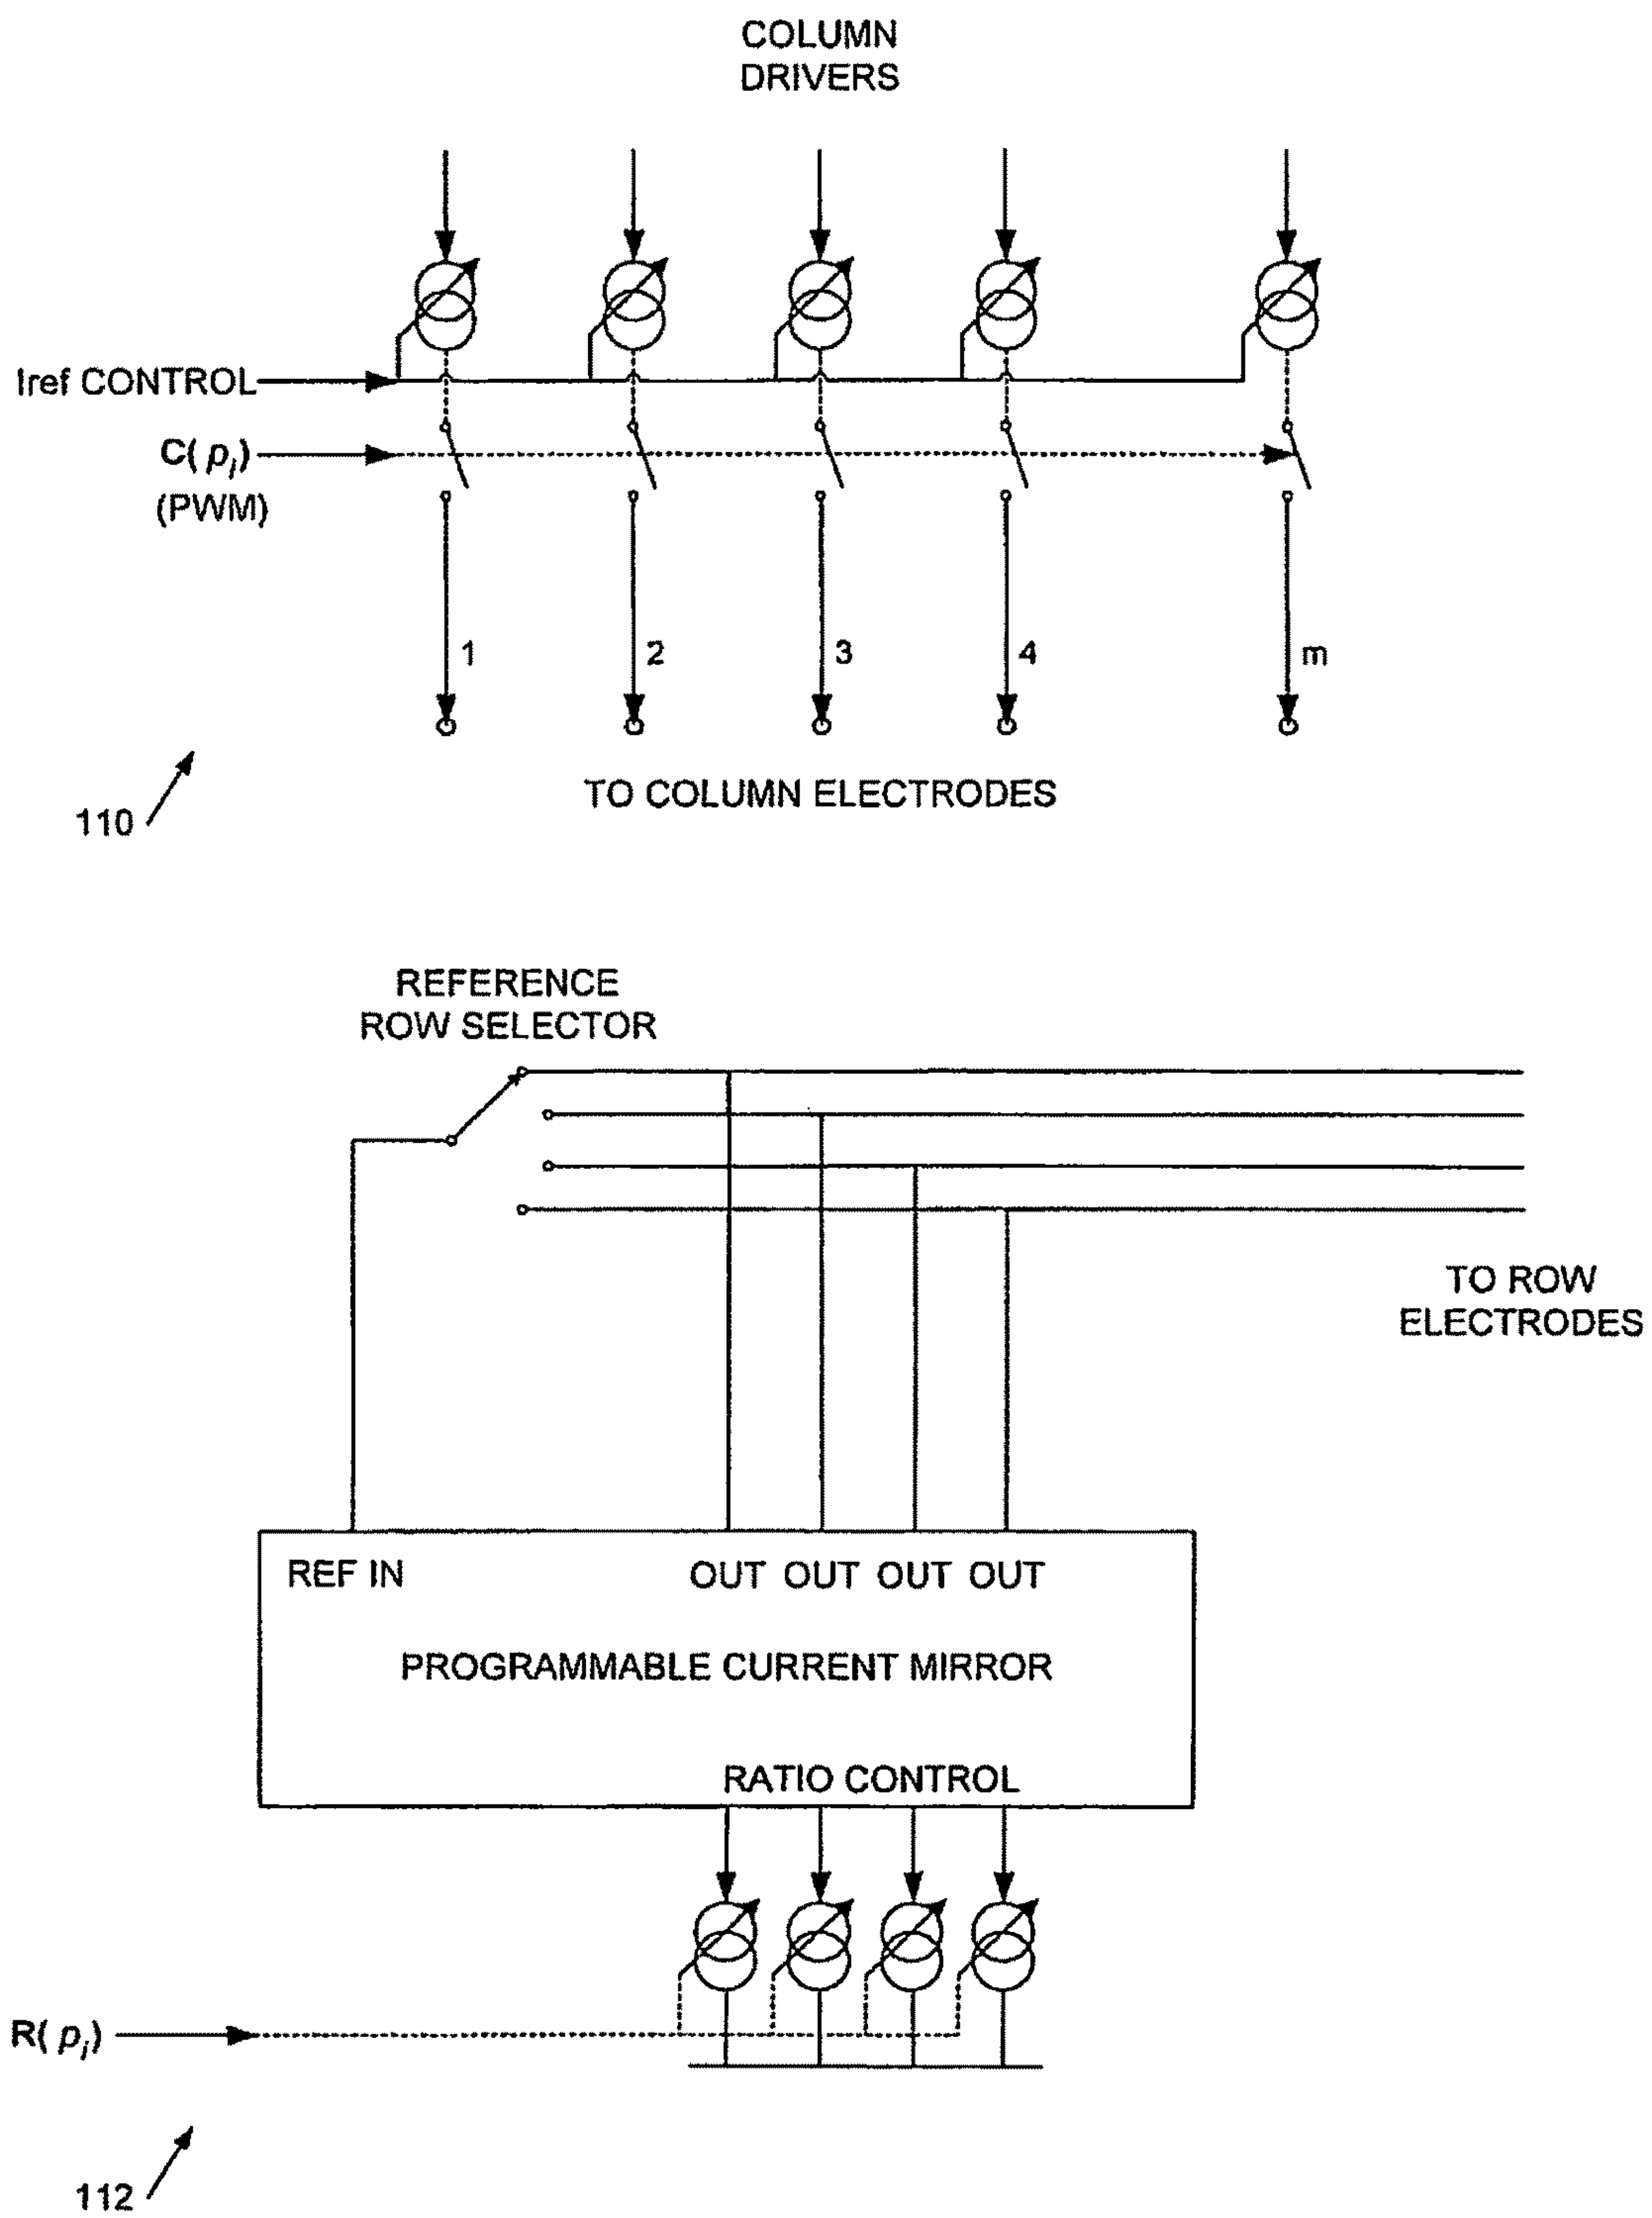 COLUMN
DRIVERS
Iref CONTROL
C( pi)
(PWM)
1
2
3
4
m
TO COLUMN ELECTRODES
110
REFERENCE
ROW SELECTOR
TO ROW
ELECTRODES
REF IN
OUT OUT OUT OUT
PROGRAMMABLE CURRENT MIRROR
RATIO CONTROL
R( pi)
112